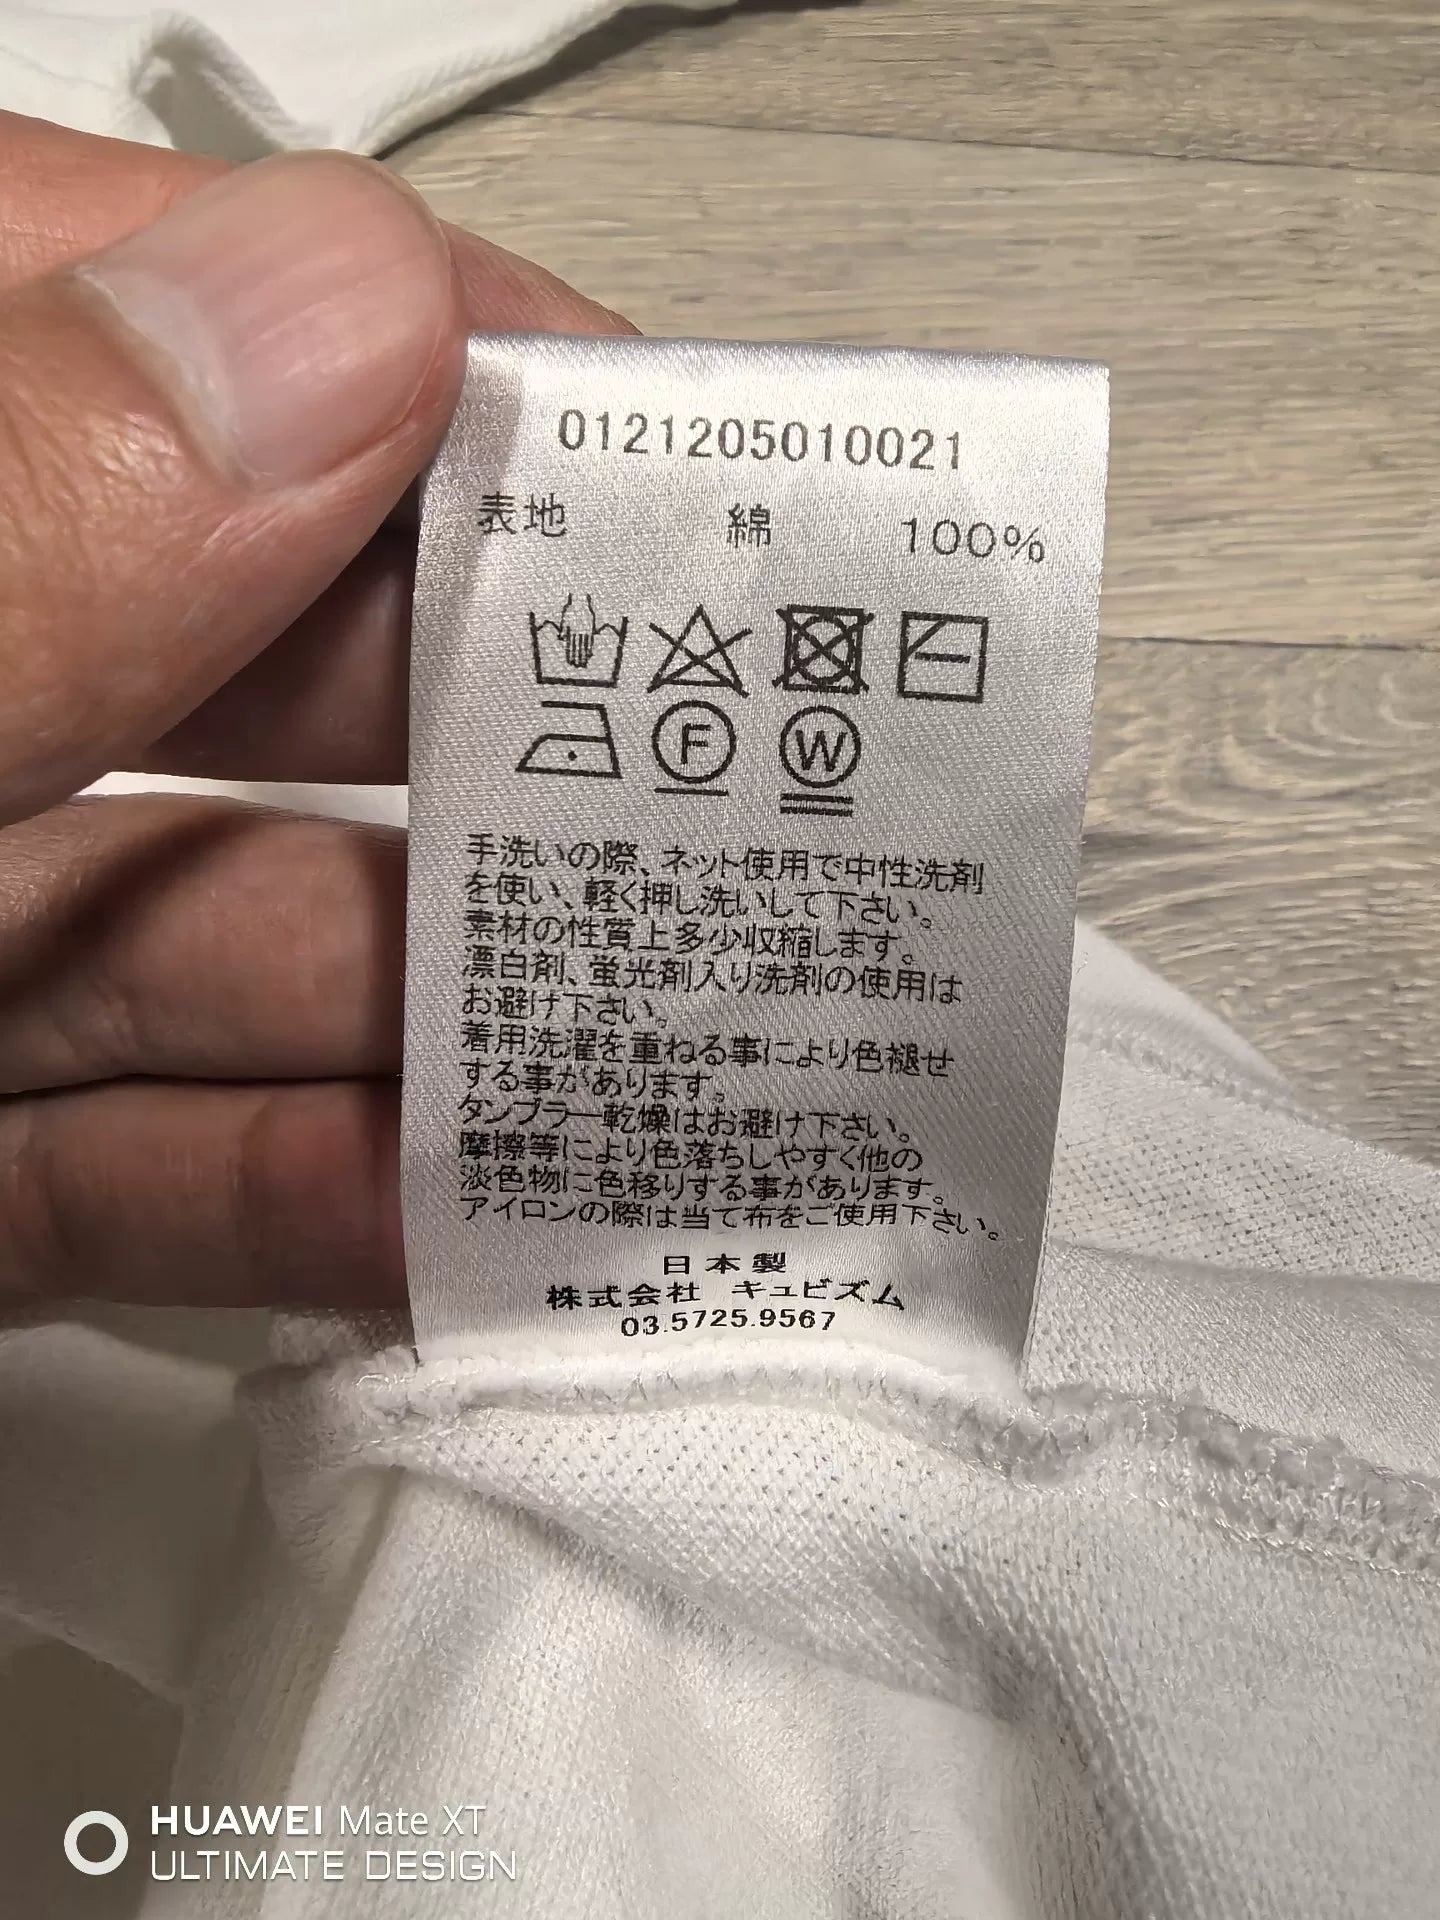 0121205010021
表地 綿 100%
F W
手洗いの際、ネット使用で中性洗剤
を使い、軽く押し洗いして下さい。
素材の性質上多少収縮します。
漂白剤、蛍光剤入り洗剤の使用は
お避け下さい。
着用洗濯を重ねる事により色褪せ
する事があります。
タンブラー乾燥はお避け下さい。
摩擦等により色落ちしやすく他の
淡色物に色移りする事があります。
アイロンの際は当て布をご使用下さい。
日本製
株式会社 キュビズム
03.5725.9567
HUAWEI Mate XT
ULTIMATE DESIGN